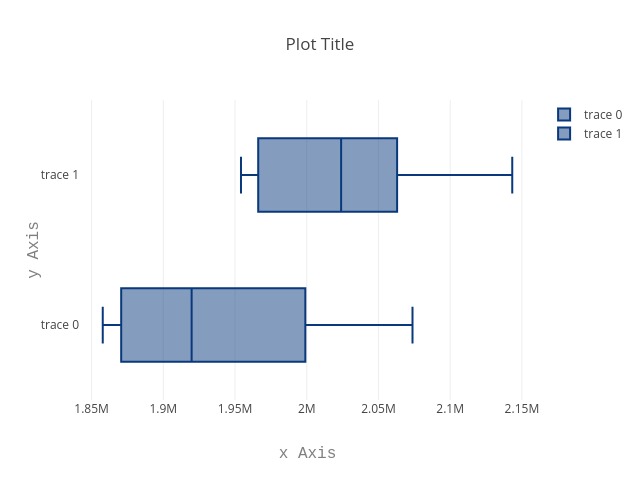 Plot Title
trace 0
trace 1
trace 1
trace 0
y Axis
1.85M 1.9M 1.95M 2M 2.05M 2.1M 2.15M
x Axis